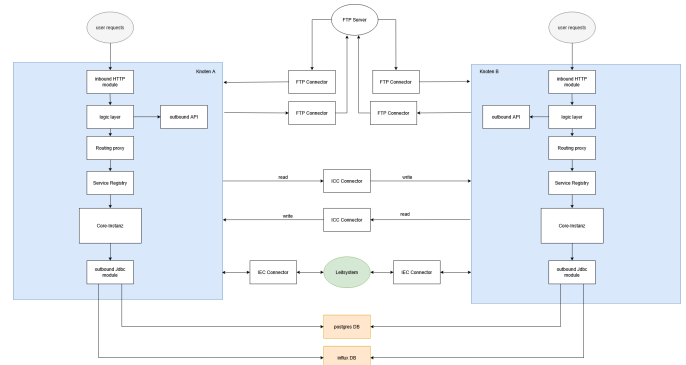 FTP Server
user requests
user requests
Knoten A
Knoten B
inbound HTTP
module
FTP Connector
FTP Connector
inbound HTTP
module
logic layer
outbound API
FTP Connector
FTP Connector
outbound API
logic layer
Routing proxy
Routing proxy
Service Registry
read
ICC Connector
write
Service Registry
Core-Instanz
write
ICC Connector
read
Core-Instanz
outbound Jdbc
module
IEC Connector
Leitsystem
IEC Connector
outbound Jdbc
module
postgres DB
influx DB